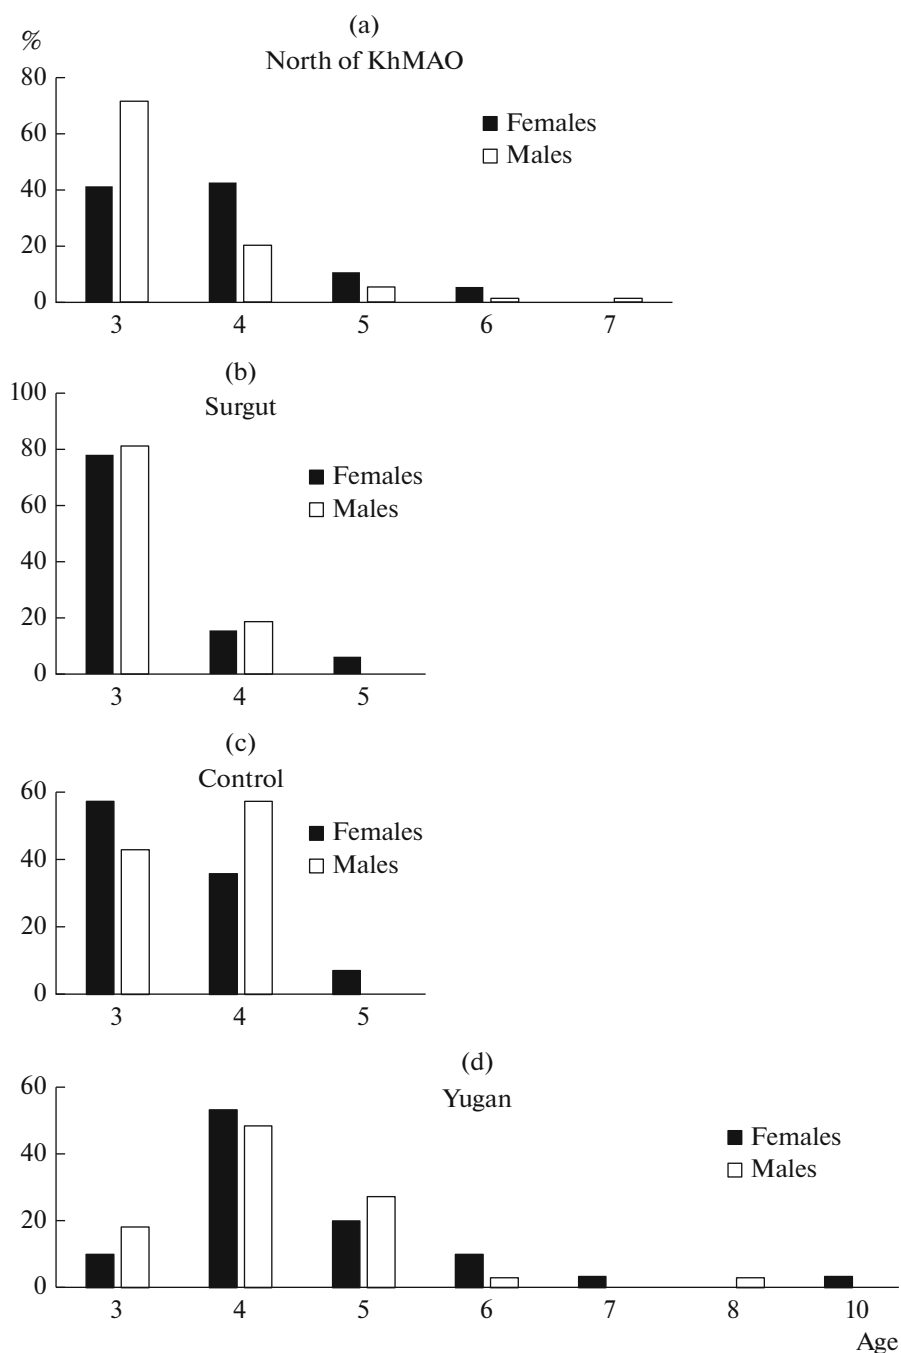 (a)
%
North of KhMAO
80
Females
60
Males
40
20
0
3 4 5 6 7
(b)
100
Surgut
80
Females
Males
60
40
20
0
3 4 5
(c)
Control
60
Females
Males
40
20
0
3 4 5
(d)
60
Yugan
Females
Males
40
20
0
3 4 5 6 7 8 10
Age